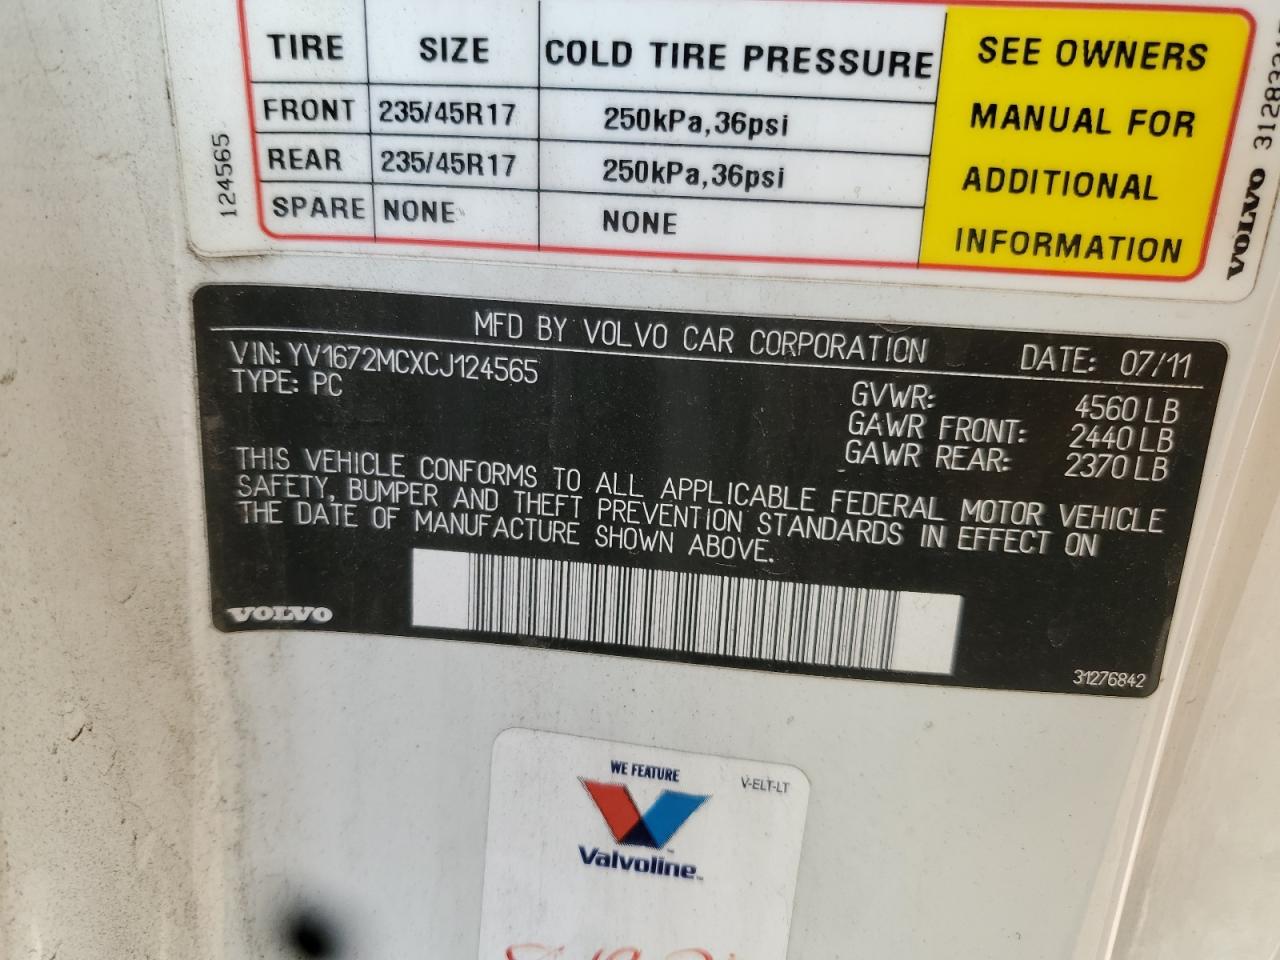 TIRE SIZE COLD TIRE PRESSURE
FRONT 235/45R17 250kPa,36psi
REAR 235/45R17 250kPa,36psi
SPARE NONE NONE
SEE OWNERS
MANUAL FOR
ADDITIONAL
INFORMATION
124565
VOLVO
MFD BY VOLVO CAR CORPORATION DATE: 07/11
VIN: YV1672MCXCJ124565
TYPE: PC
GVWR: 4560 LB
GAWR FRONT: 2440 LB
GAWR REAR: 2370 LB
THIS VEHICLE CONFORMS TO ALL APPLICABLE FEDERAL MOTOR VEHICLE
SAFETY, BUMPER AND THEFT PREVENTION STANDARDS IN EFFECT ON
THE DATE OF MANUFACTURE SHOWN ABOVE.
VOLVO
31276842
WE FEATURE
V-ELT-LT
Valvoline™